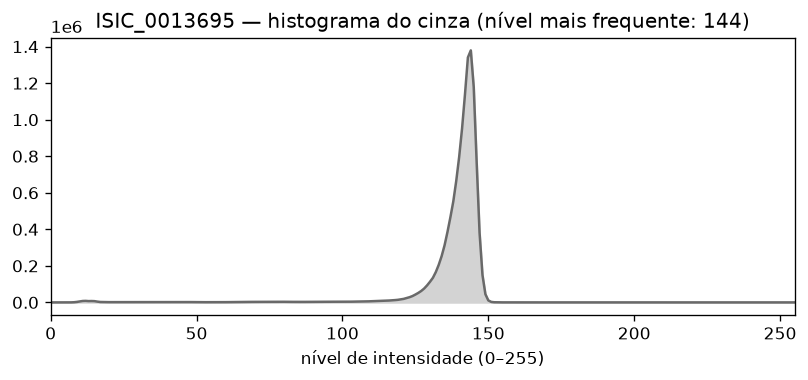 ISIC_0013695 — histograma do cinza (nível mais frequente: 144)
1e6
1.4
1.2
1.0
0.8
0.6
0.4
0.2
0.0
0 50 100 150 200 250
nível de intensidade (0–255)